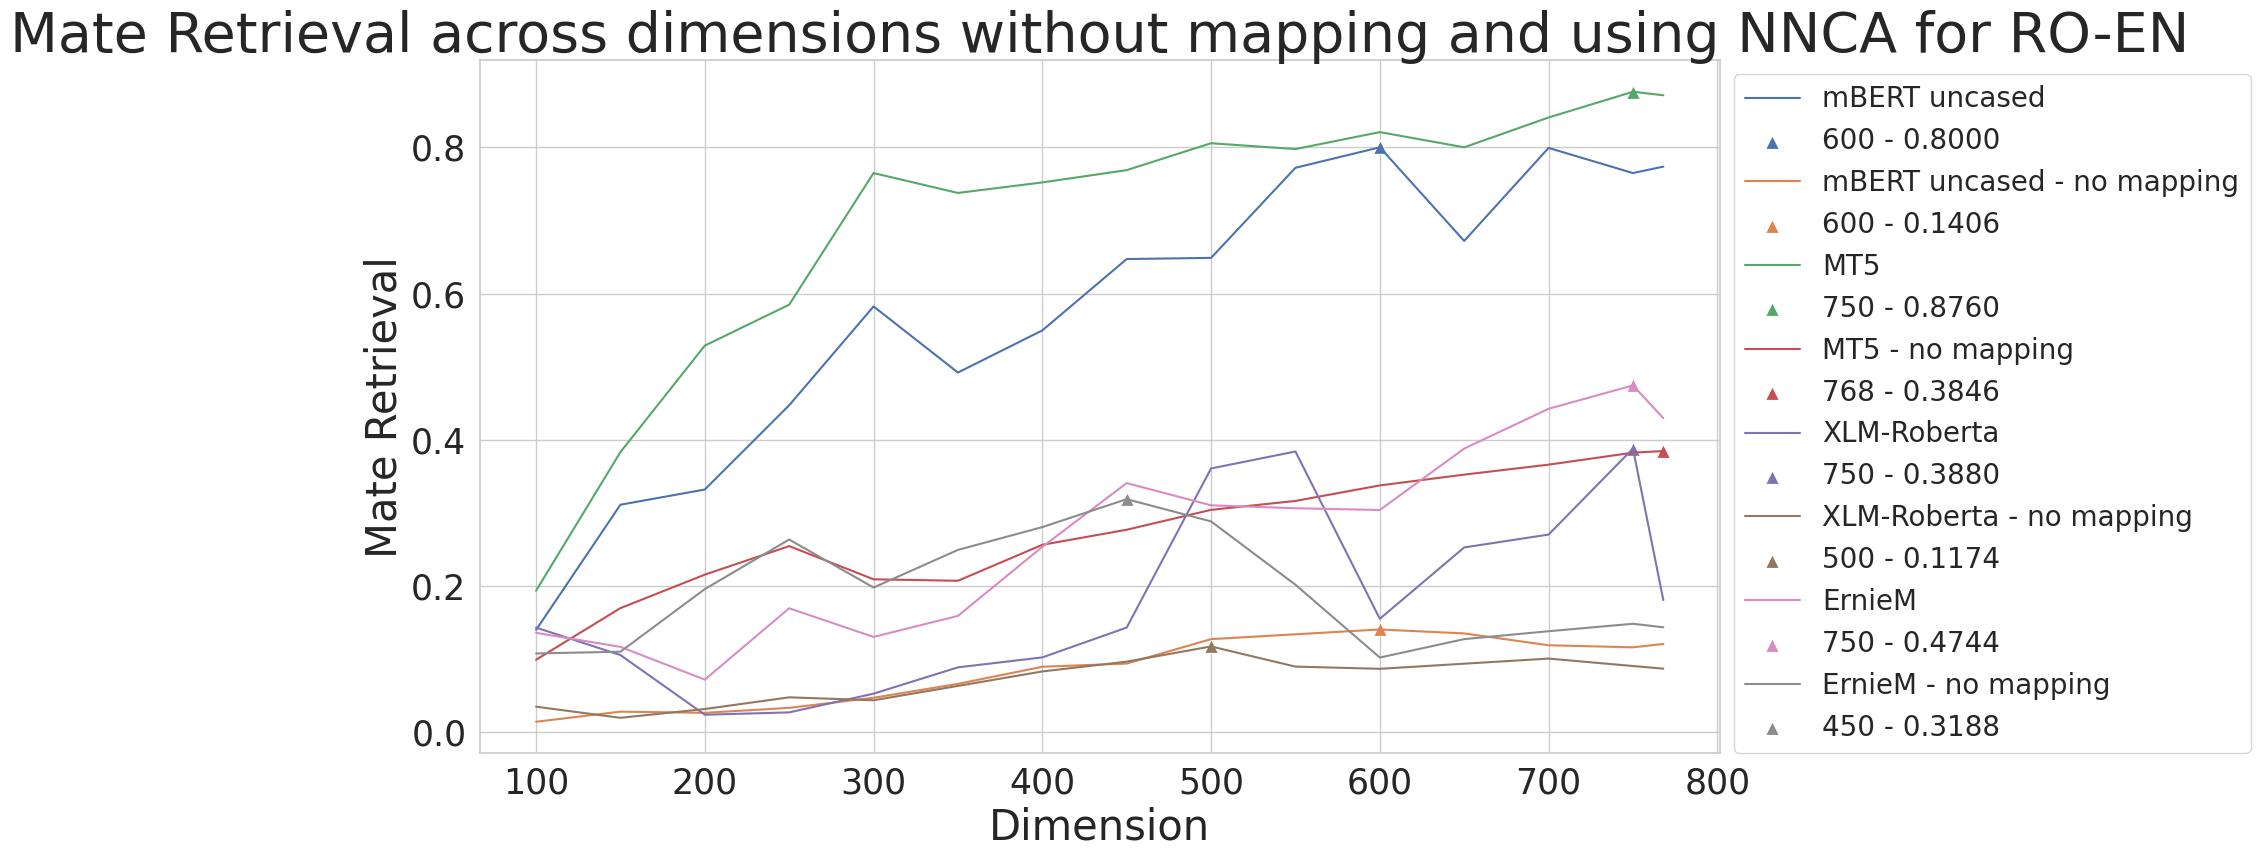 Mate Retrieval across dimensions without mapping and using NNCA for RO-EN
Mate Retrieval
0.8
0.6
0.4
0.2
0.0
100 200 300 400 500 600 700 800
Dimension
mBERT uncased
600 - 0.8000
mBERT uncased - no mapping
600 - 0.1406
MT5
750 - 0.8760
MT5 - no mapping
768 - 0.3846
XLM-Roberta
750 - 0.3880
XLM-Roberta - no mapping
500 - 0.1174
ErnieM
750 - 0.4744
ErnieM - no mapping
450 - 0.3188